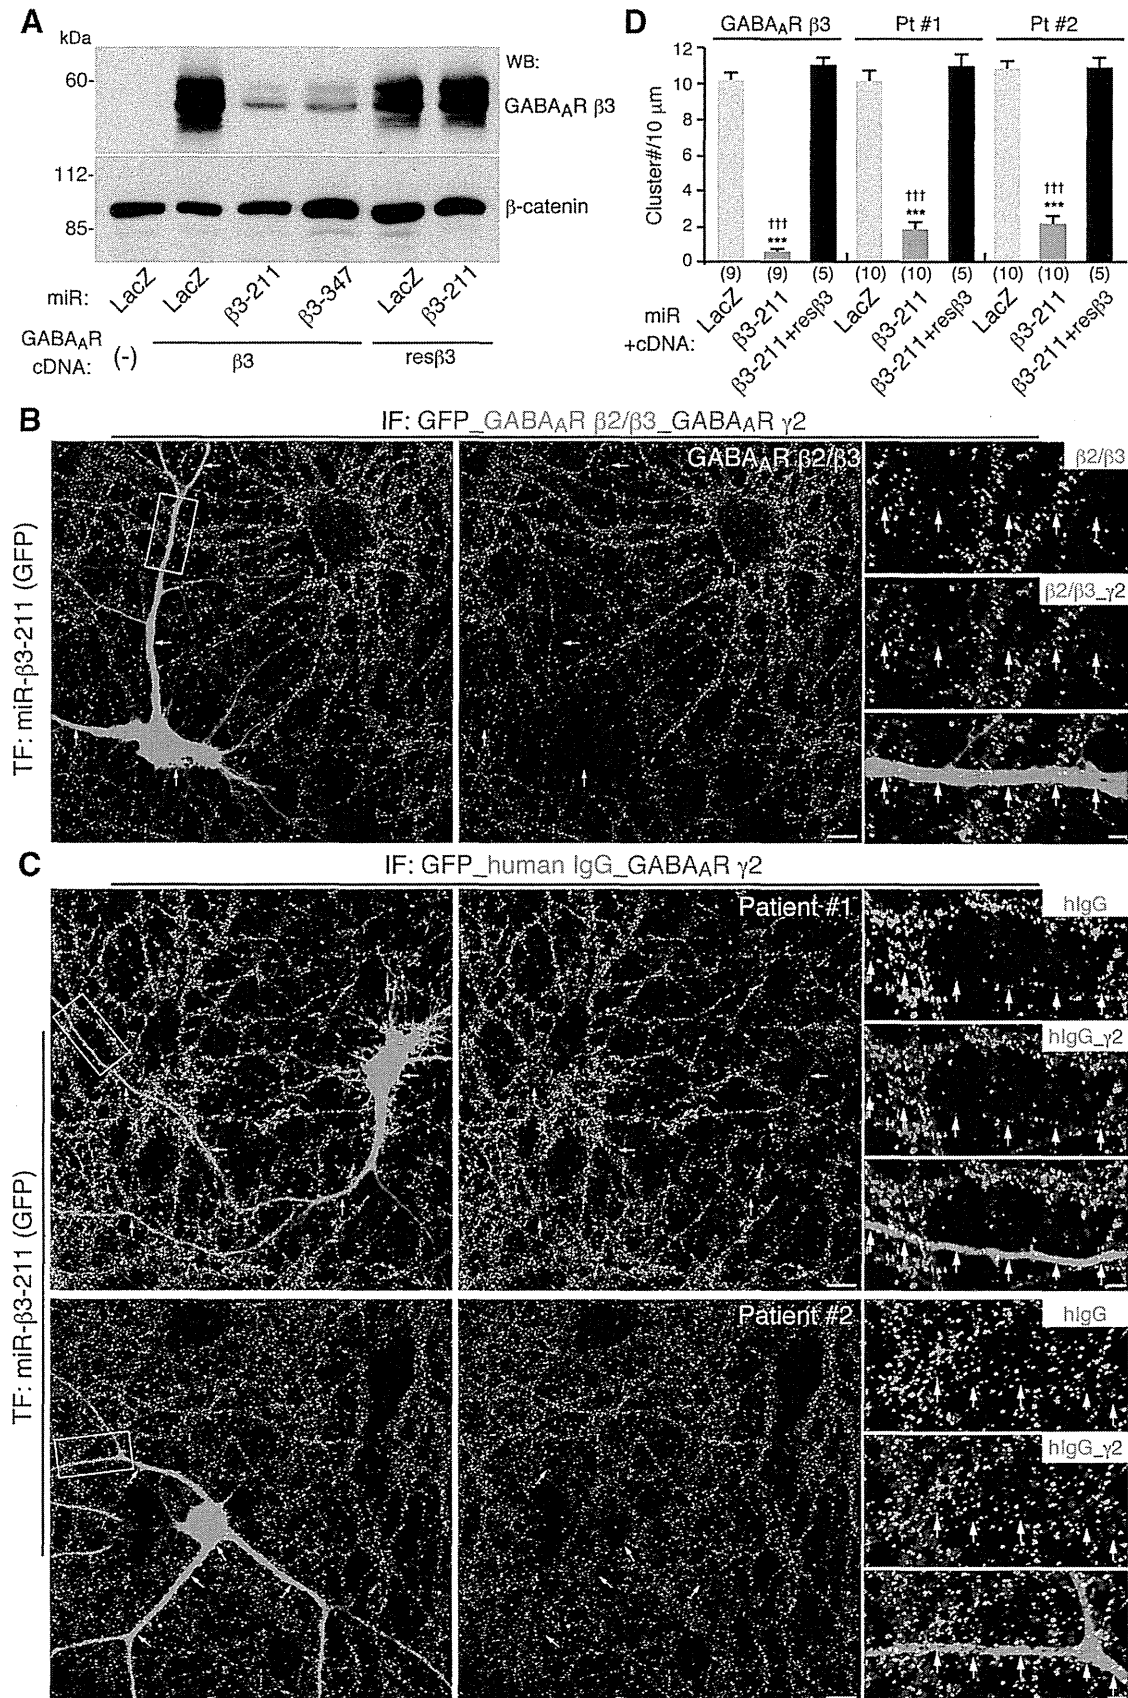 A
kDa
60-
WB:
GABAAR β3
112-
85-
β-catenin
miR:
LacZ
LacZ
β3-211
β3-347
LacZ
β3-211
GABAAR
cDNA:
(-)
β3
resβ3
D
GABAAR β3
Pt #1
Pt #2
Cluster#/10 μm
12
10
8
6
4
2
0
†††
***
†††
***
†††
***
(9)
(9)
(5)
(10)
(10)
(5)
(10)
(10)
(5)
miR
+cDNA:
LacZ
β3-211
β3-211+resβ3
LacZ
β3-211
β3-211+resβ3
LacZ
β3-211
β3-211+resβ3
B
IF: GFP_GABAAR β2/β3_GABAAR γ2
TF: miR-β3-211 (GFP)
GABAAR β2/β3
β2/β3
β2/β3_γ2
C
IF: GFP_human IgG_GABAAR γ2
TF: miR-β3-211 (GFP)
Patient #1
hIgG
hIgG_γ2
Patient #2
hIgG
hIgG_γ2